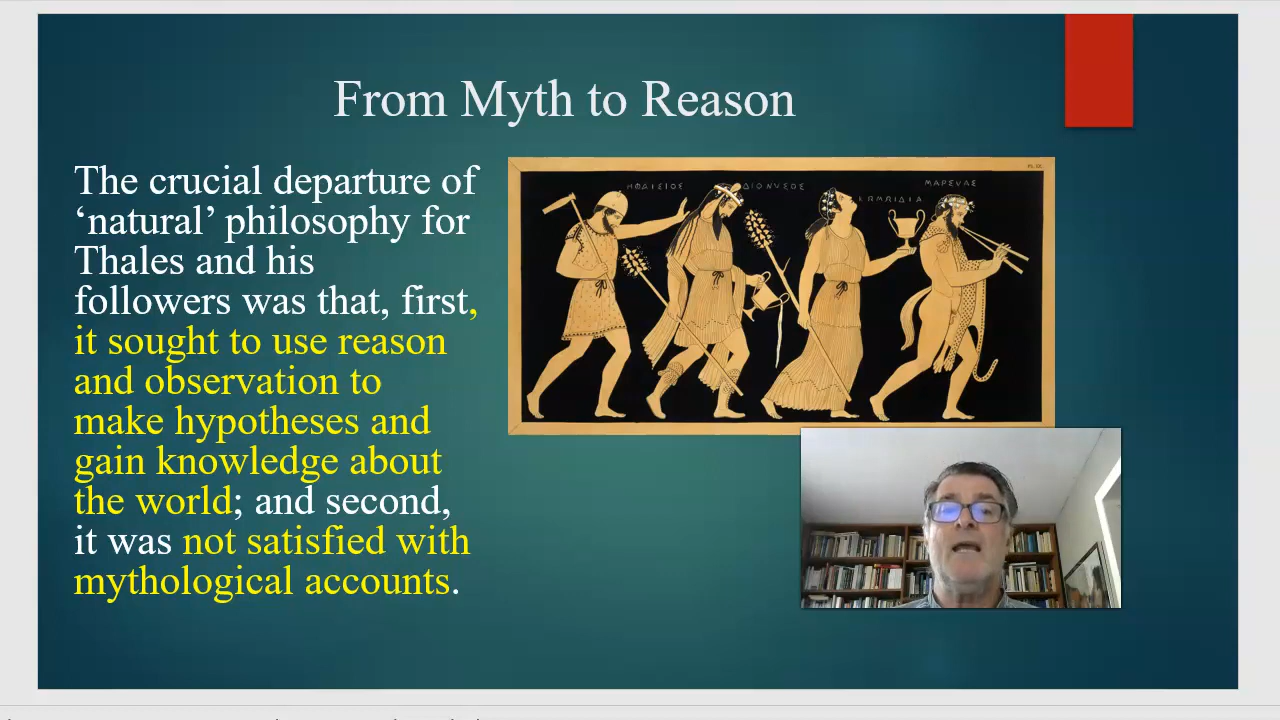 From Myth to Reason
The crucial departure of
‘natural’ philosophy for
Thales and his
followers was that, first,
it sought to use reason
and observation to
make hypotheses and
gain knowledge about
the world; and second,
it was not satisfied with
mythological accounts.
ΔΙΟΝΥΣΟΣ
ΜΑΡΣΥΑΣ